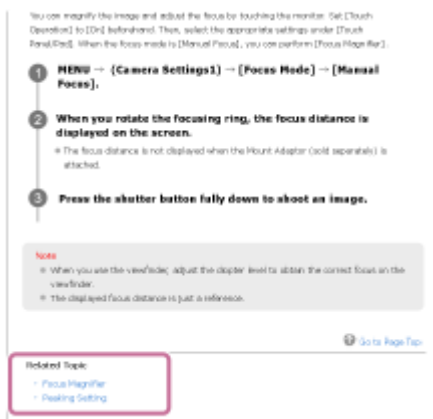 You can magnify the image and adjust the focus by touching the monitor. Set [Touch
Operation] to [On] beforehand. Then, select the appropriate settings under [Touch
Panel/Pad]. When the focus mode is [Manual Focus], you can perform [Focus Magnifier].
1 MENU → (Camera Settings1) → [Focus Mode] → [Manual
Focus].
2 When you rotate the focusing ring, the focus distance is
displayed on the screen.
The focus distance is not displayed when the Mount Adaptor (sold separately) is
attached.
3 Press the shutter button fully down to shoot an image.
Note
When you use the viewfinder, adjust the diopter level to obtain the correct focus on the
viewfinder.
The displayed focus distance is just a reference.
Go to Page Top
Related Topic
Focus Magnifier
Peaking Setting